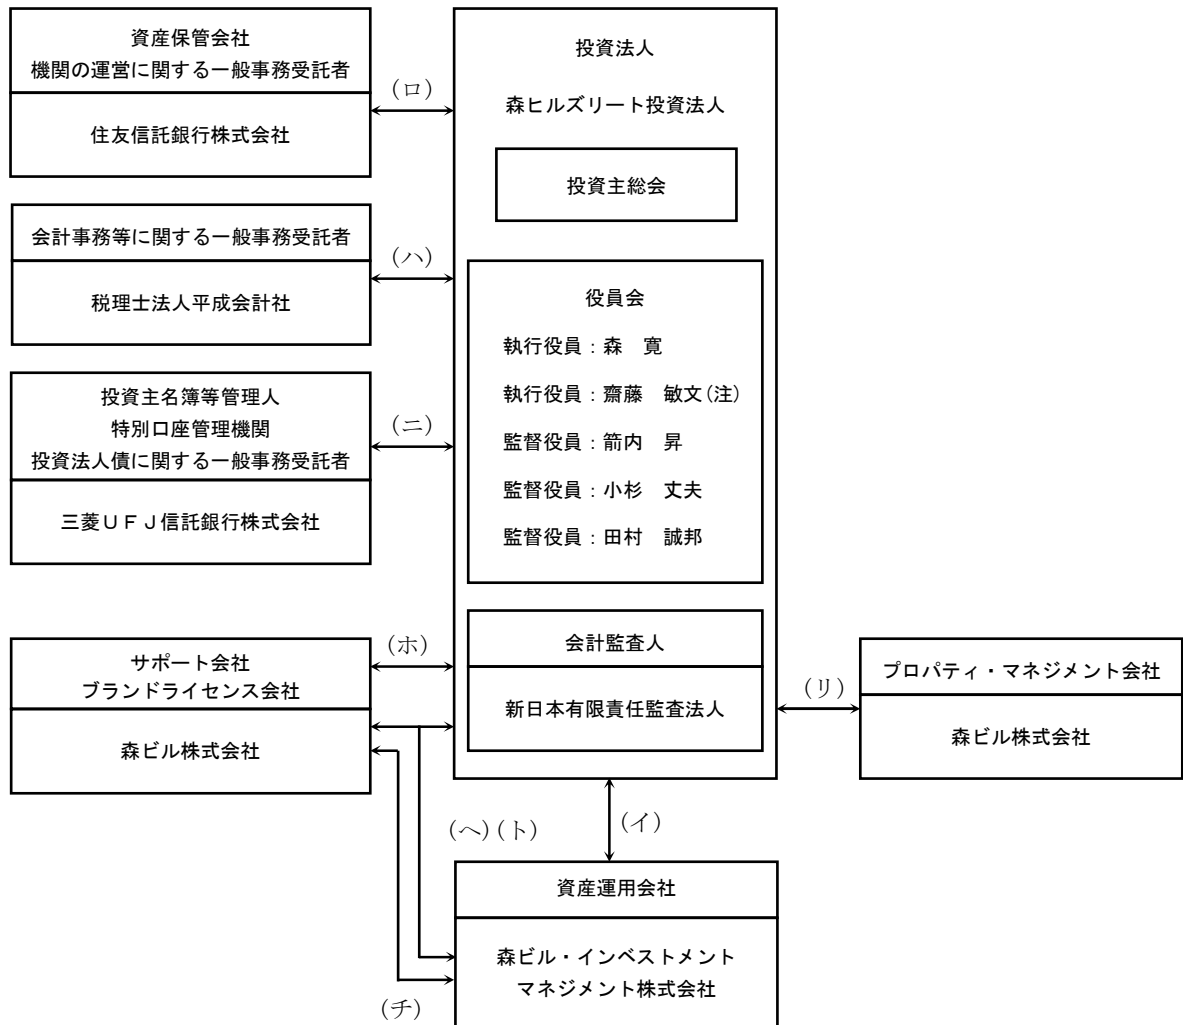 資産保管会社
機関の運営に関する一般事務受託者
住友信託銀行株式会社
(ロ)
会計事務等に関する一般事務受託者
税理士法人平成会計社
(ハ)
投資主名簿等管理人
特別口座管理機関
投資法人債に関する一般事務受託者
三菱UFJ信託銀行株式会社
(ニ)
サポート会社
ブランドライセンス会社
森ビル株式会社
(ホ)
投資法人
森ヒルズリート投資法人
投資主総会
役員会
執行役員:森 寛
執行役員:齋藤 敏文(注)
監督役員:箭内 昇
監督役員:小杉 丈夫
監督役員:田村 誠邦
会計監査人
新日本有限責任監査法人
(リ)
プロパティ・マネジメント会社
森ビル株式会社
(ヘ)(ト)
(イ)
資産運用会社
森ビル・インベストメント
マネジメント株式会社
(チ)